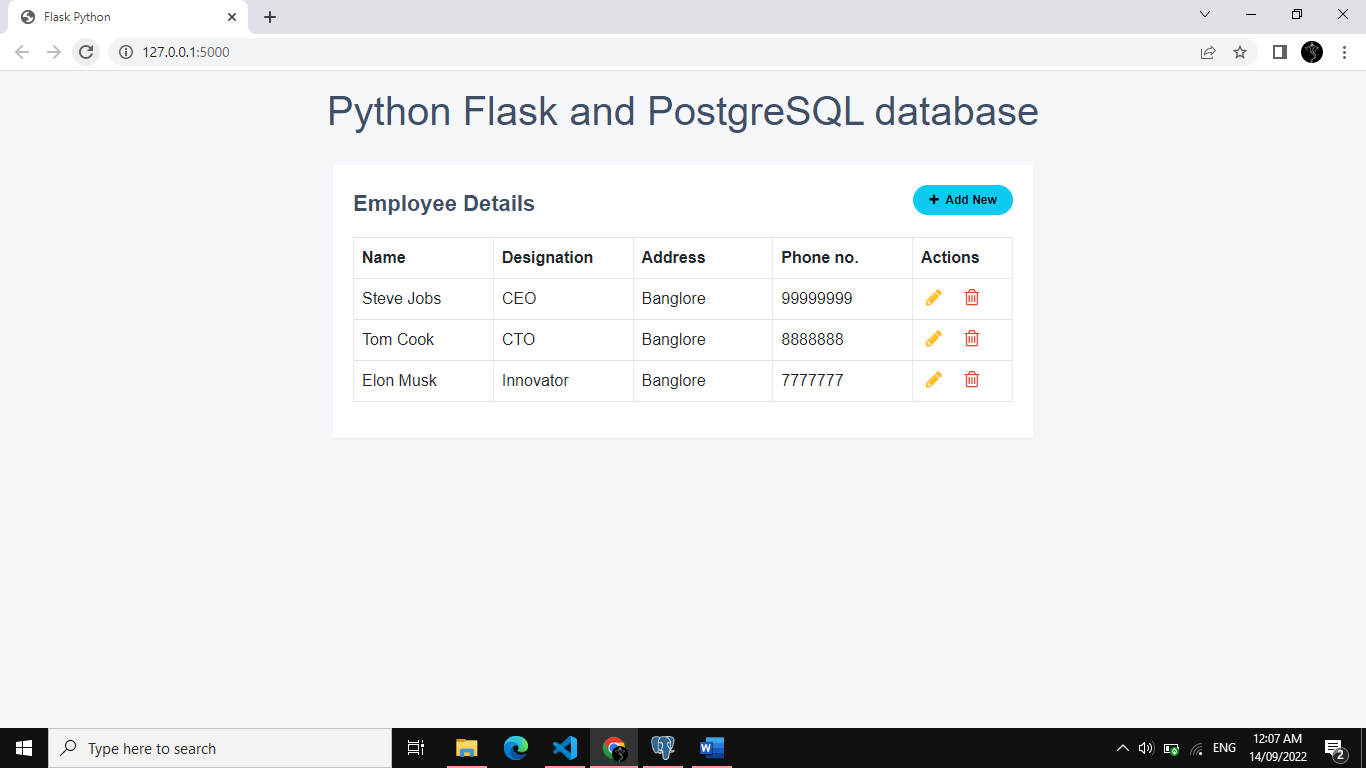 Flask Python
127.0.0.1:5000
Python Flask and PostgreSQL database
Employee Details
+ Add New
Name Designation Address Phone no. Actions
Steve Jobs CEO Banglore 99999999
Tom Cook CTO Banglore 8888888
Elon Musk Innovator Banglore 7777777
Type here to search
ENG
12:07 AM
14/09/2022
2